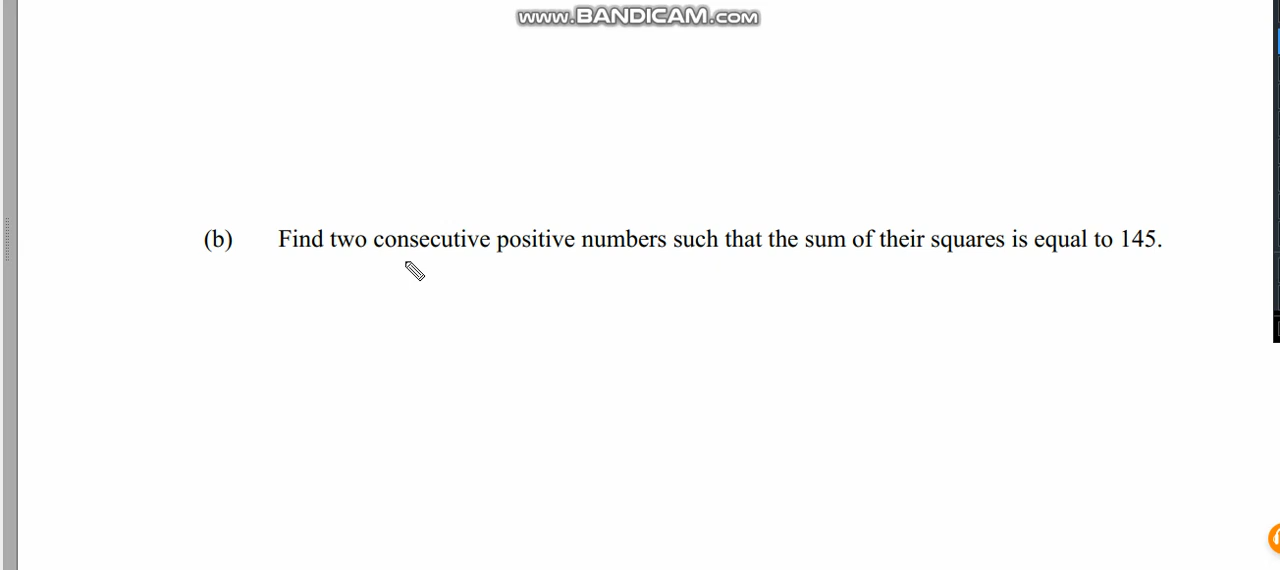 www.BANDICAM.com
(b) Find two consecutive positive numbers such that the sum of their squares is equal to 145.